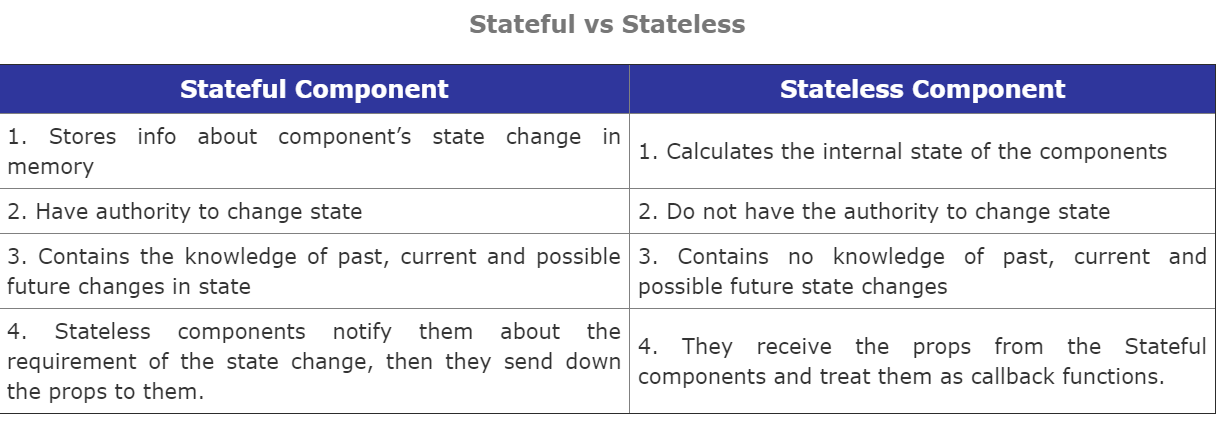 Stateful vs Stateless
Stateful Component
Stateless Component
1. Stores info about component’s state change in
memory
1. Calculates the internal state of the components
2. Have authority to change state
2. Do not have the authority to change state
3. Contains the knowledge of past, current and possible
future changes in state
3. Contains no knowledge of past, current and
possible future state changes
4. Stateless components notify them about the
requirement of the state change, then they send down
the props to them.
4. They receive the props from the Stateful
components and treat them as callback functions.